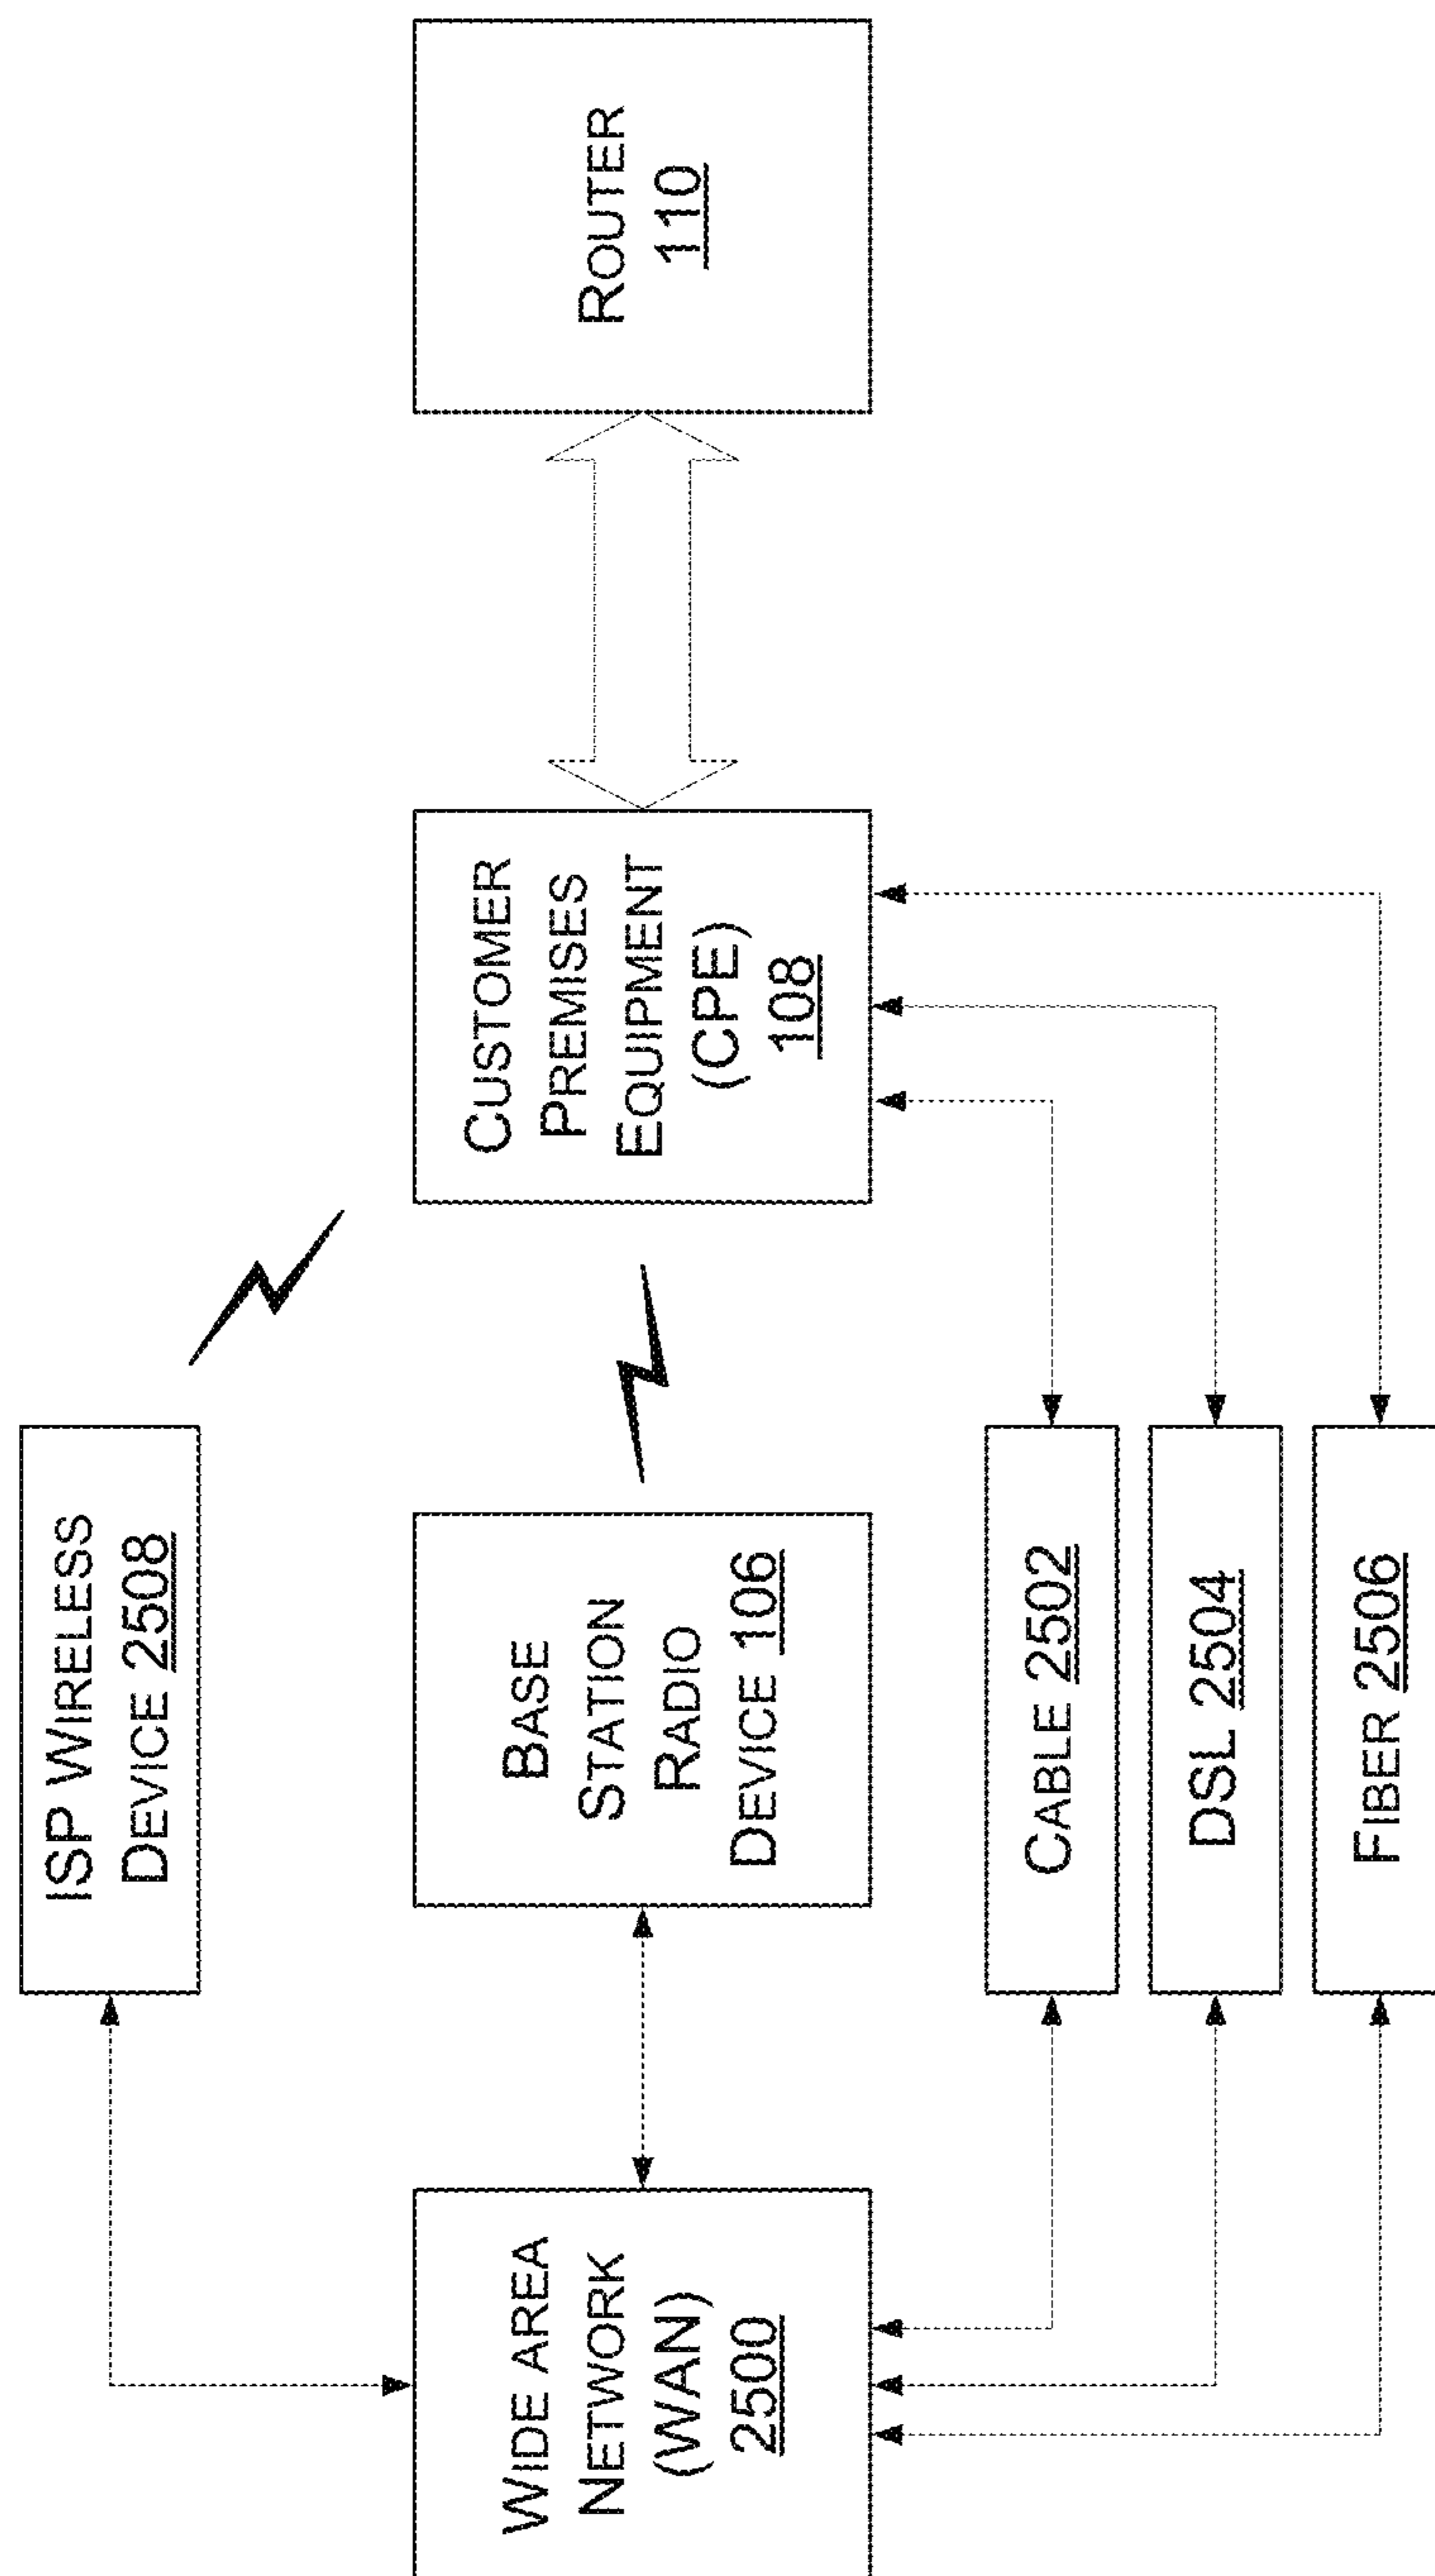 ISP WIRELESS
DEVICE 2508
WIDE AREA
NETWORK
(WAN)
2500
BASE
STATION
RADIO
DEVICE 106
CUSTOMER
PREMISES
EQUIPMENT
(CPE)
108
ROUTER
110
CABLE 2502
DSL 2504
FIBER 2506